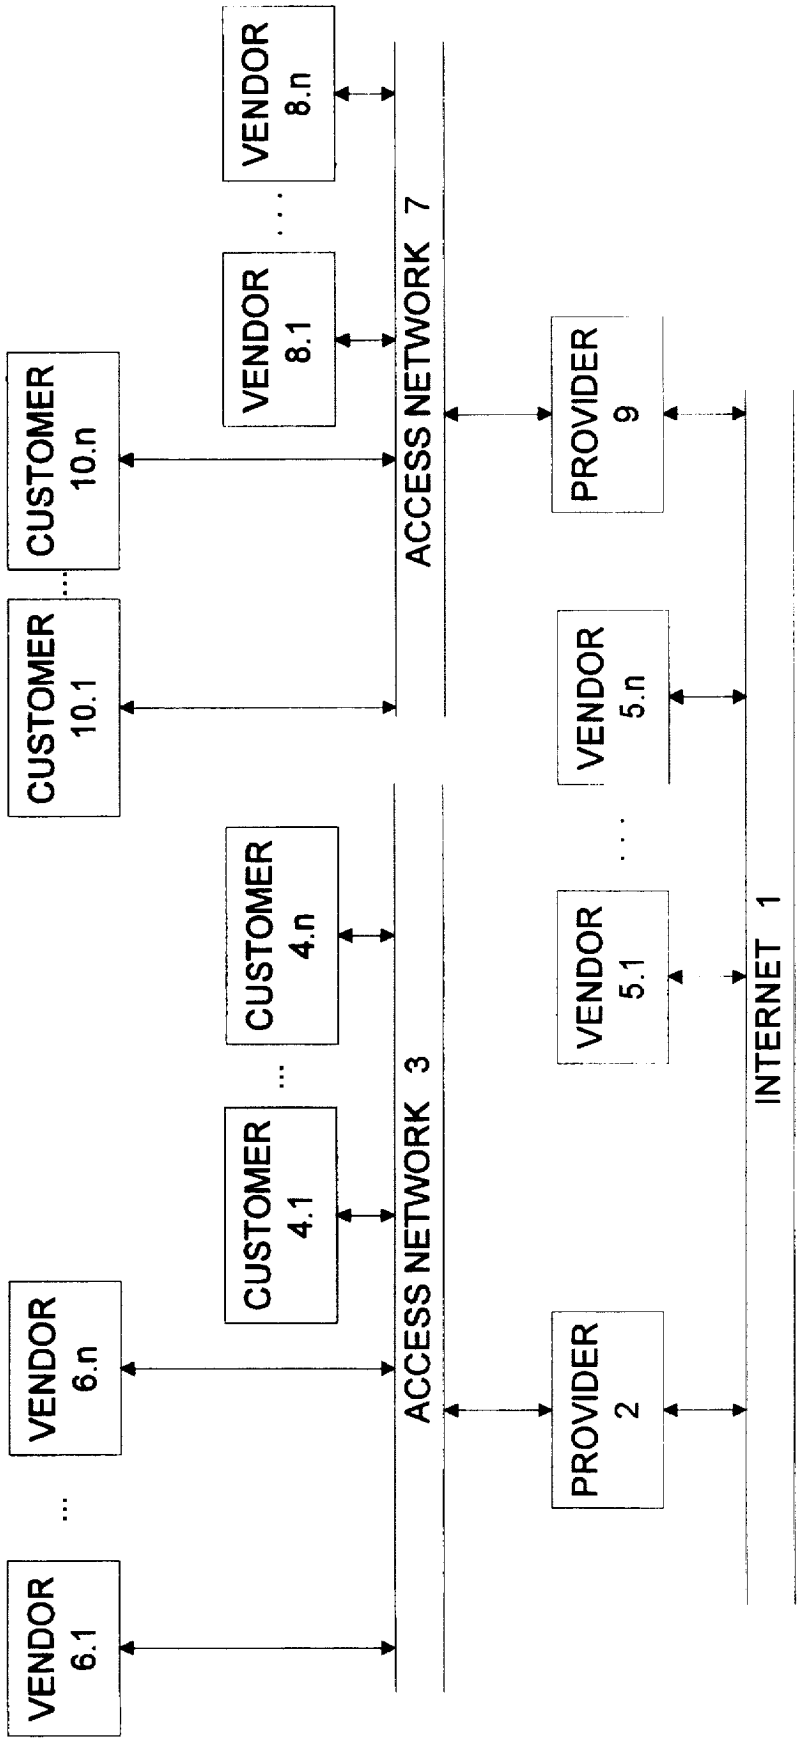 VENDOR
6.1
...
VENDOR
6.n
CUSTOMER
10.1
...
CUSTOMER
10.n
CUSTOMER
4.1
...
CUSTOMER
4.n
VENDOR
8.1
. . .
VENDOR
8.n
ACCESS NETWORK 3
ACCESS NETWORK 7
PROVIDER
2
VENDOR
5.1
. . .
VENDOR
5.n
PROVIDER
9
INTERNET 1